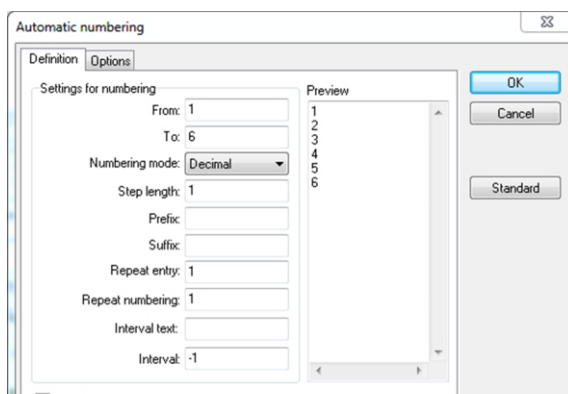 Automatic numbering
Definition
Options
Settings for numbering
From: 1
To: 6
Numbering mode: Decimal
Step length: 1
Prefix:
Suffix:
Repeat entry: 1
Repeat numbering: 1
Interval text:
Interval: -1
Preview
1
2
3
4
5
6
OK
Cancel
Standard